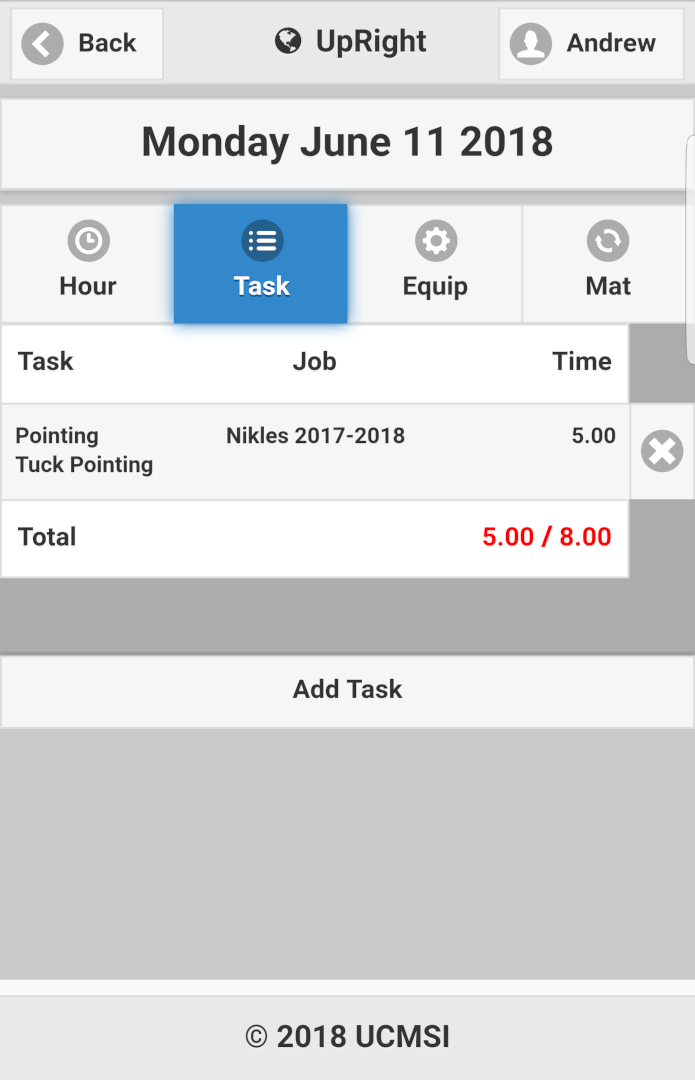 Back
UpRight
Andrew
Monday June 11 2018
Hour Task Equip Mat
Task Job Time
Pointing Nikles 2017-2018 5.00
Tuck Pointing
Total 5.00 / 8.00
Add Task
© 2018 UCMSI